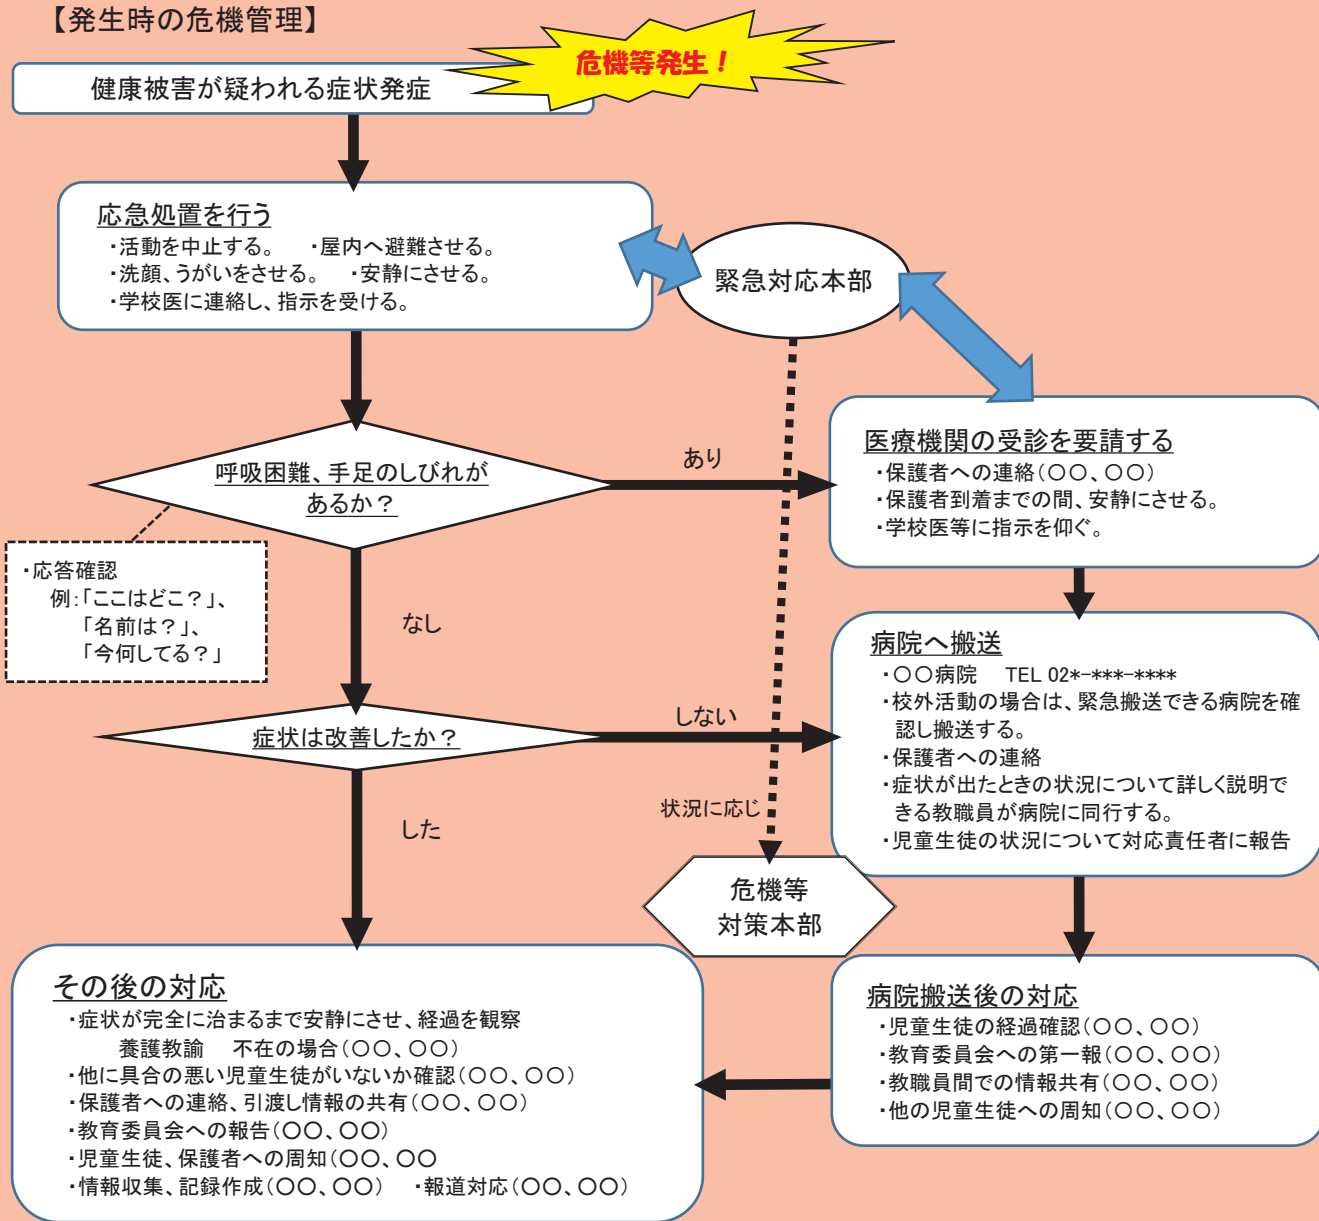 【発生時の危機管理】
危機等発生！
健康被害が疑われる症状発症
応急処置を行う
・活動を中止する。　・屋内へ避難させる。
・洗顔、うがいをさせる。　・安静にさせる。
・学校医に連絡し、指示を受ける。
緊急対応本部
呼吸困難、手足のしびれが
あるか？
あり
医療機関の受診を要請する
・保護者への連絡（〇〇、〇〇）
・保護者到着までの間、安静にさせる。
・学校医等に指示を仰ぐ。
・応答確認
例：「ここはどこ？」、
「名前は？」、
「今何してる？」
なし
病院へ搬送
・〇〇病院　TEL 02*-***-****
・校外活動の場合は、緊急搬送できる病院を確
認し搬送する。
・保護者への連絡
・症状が出たときの状況について詳しく説明で
きる教職員が病院に同行する。
・児童生徒の状況について対応責任者に報告
症状は改善したか？
しない
した
状況に応じ
危機等
対策本部
その後の対応
・症状が完全に治まるまで安静にさせ、経過を観察
養護教諭　不在の場合（〇〇、〇〇）
・他に具合の悪い児童生徒がいないか確認（〇〇、〇〇）
・保護者への連絡、引渡し情報の共有（〇〇、〇〇）
・教育委員会への報告（〇〇、〇〇）
・児童生徒、保護者への周知（〇〇、〇〇
・情報収集、記録作成（〇〇、〇〇）　・報道対応（〇〇、〇〇）
病院搬送後の対応
・児童生徒の経過確認（〇〇、〇〇）
・教育委員会への第一報（〇〇、〇〇）
・教職員間での情報共有（〇〇、〇〇）
・他の児童生徒への周知（〇〇、〇〇）